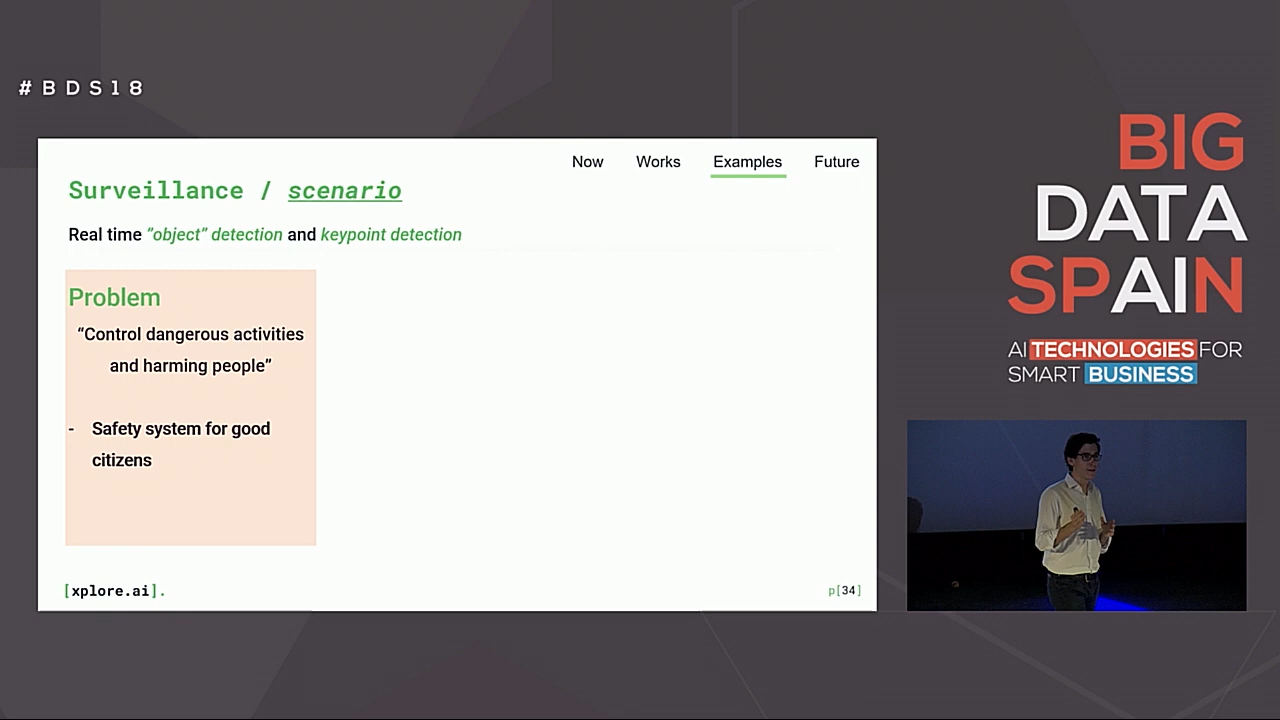 #BDS18
Now Works Examples Future
Surveillance / scenario
Real time “object” detection and keypoint detection
Problem
“Control dangerous activities
and harming people”
- Safety system for good
citizens
[xplore.ai].
p[34]
BIG
DATA
SPAIN
AI TECHNOLOGIES FOR
SMART BUSINESS